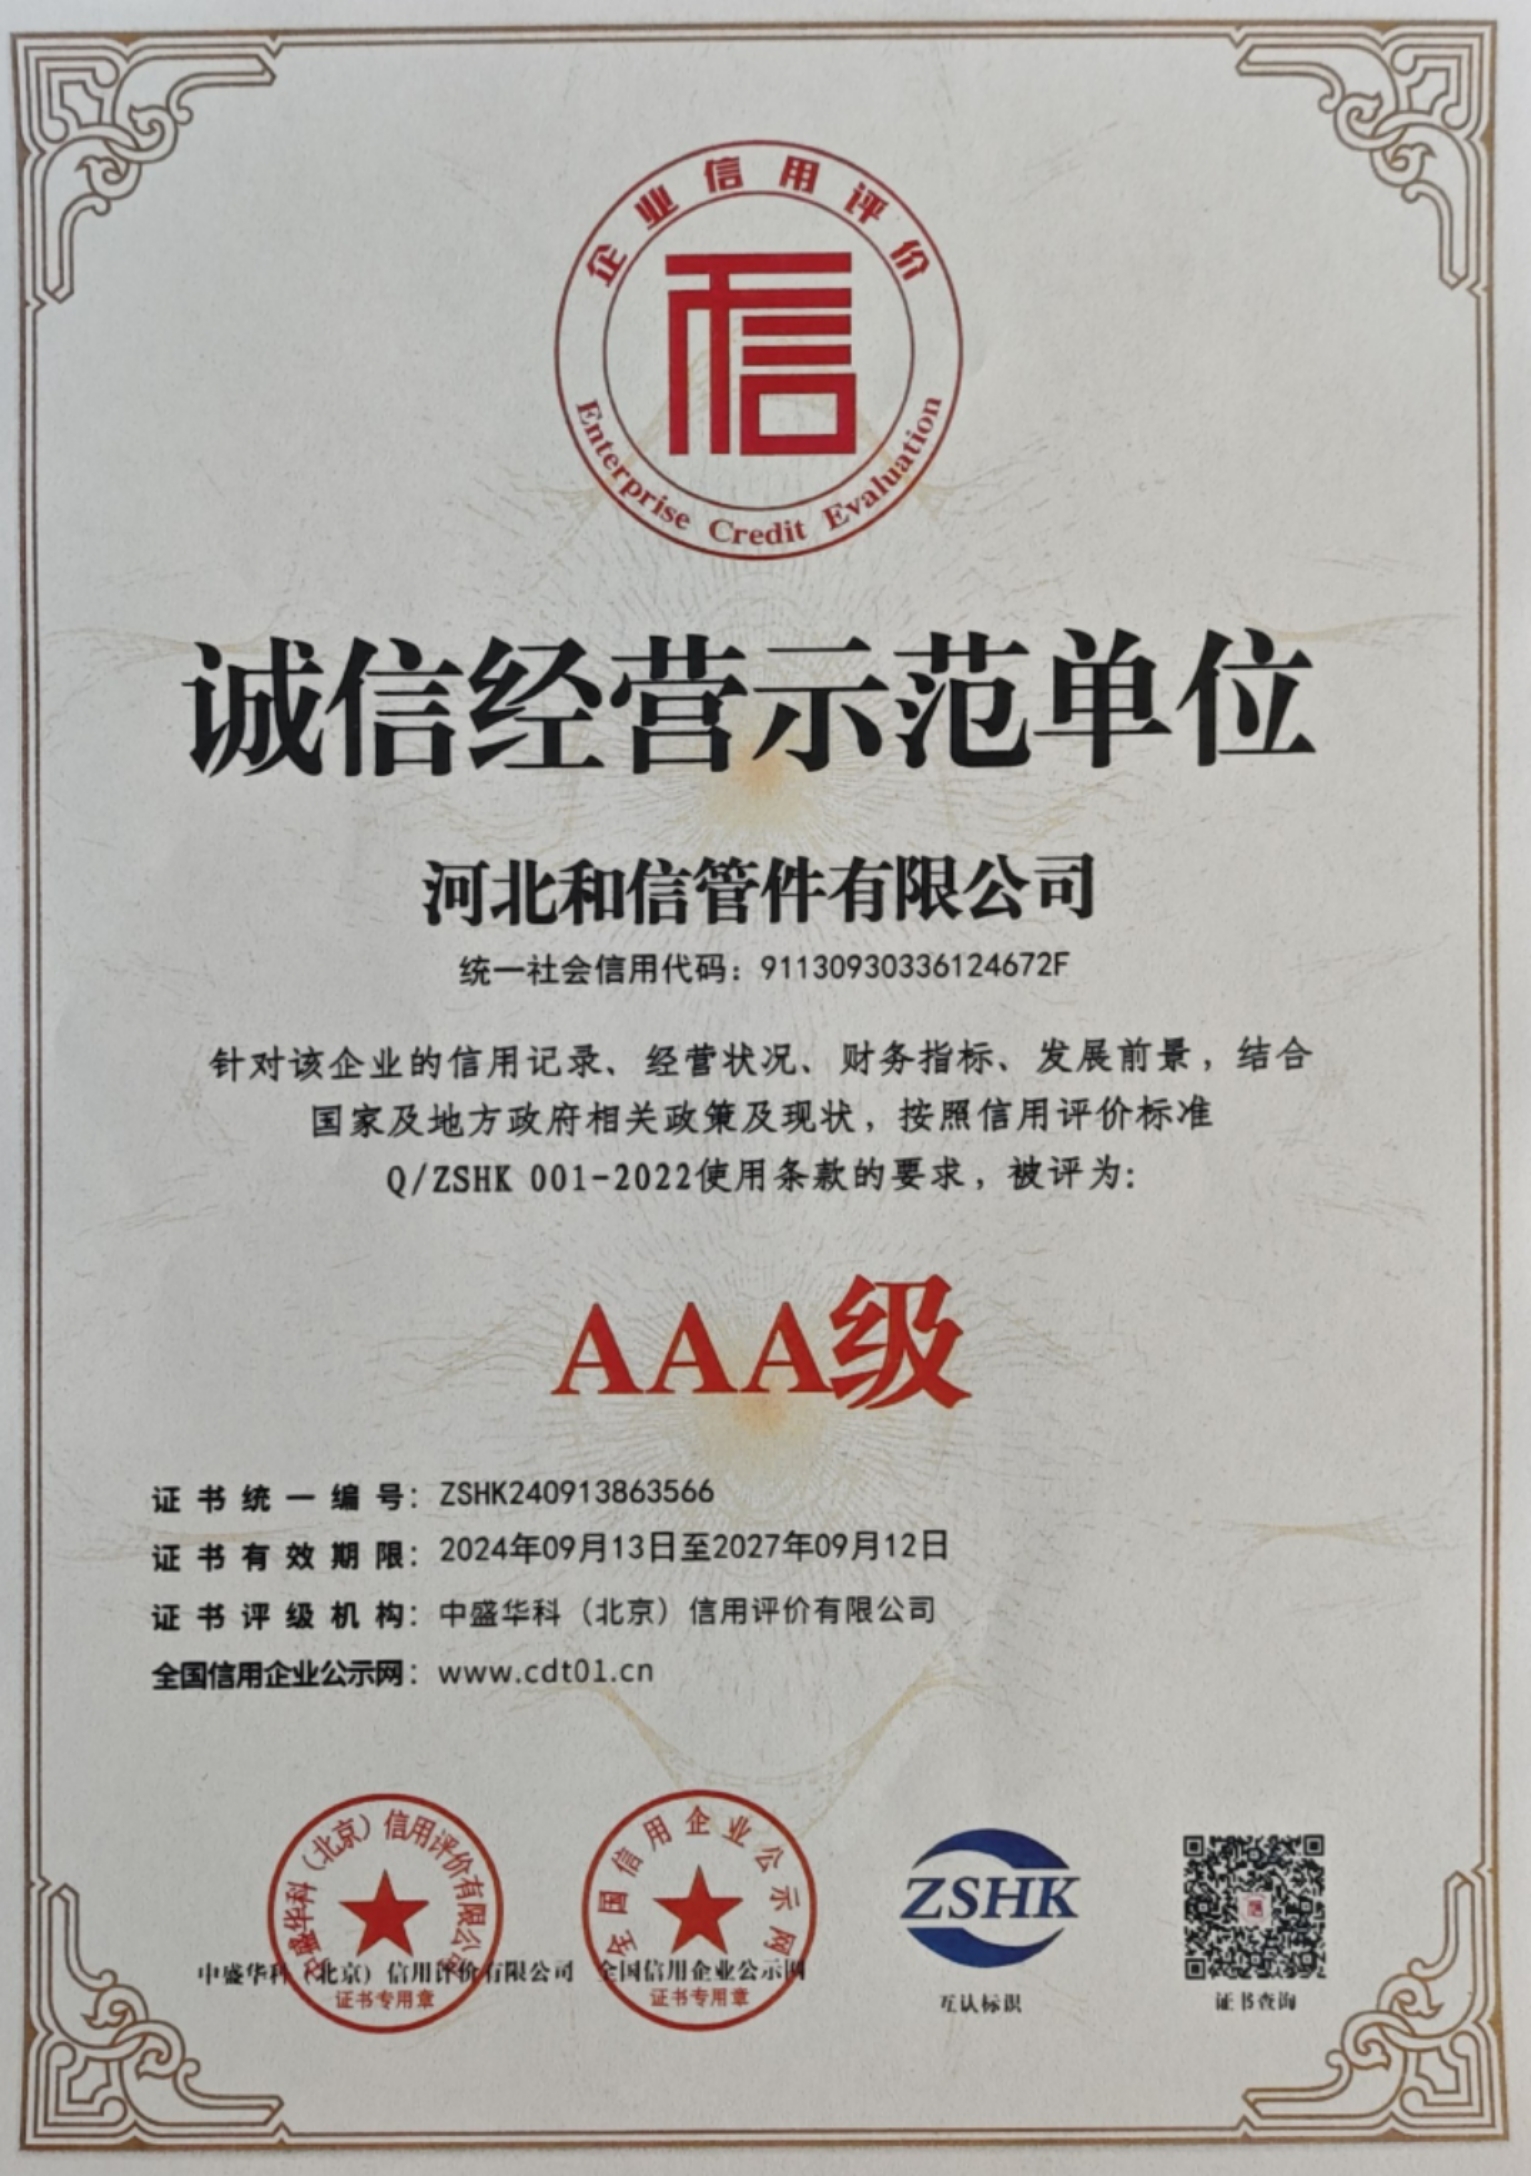 企业信用评价
信
Enterprise Credit Evaluation
诚信经营示范单位
河北和信管件有限公司
统一社会信用代码：91130930336124672F
针对该企业的信用记录、经营状况、财务指标、发展前景，结合
国家及地方政府相关政策及现状，按照信用评价标准
Q/ZSHK 001-2022使用条款的要求，被评为：
AAA级
证书统一编号：ZSHK240913863566
证书有效期限：2024年09月13日至2027年09月12日
证书评级机构：中盛华科（北京）信用评价有限公司
全国信用企业公示网：www.cdt01.cn
中盛华科（北京）信用评价有限公司
中盛华科（北京）信用评价有限公司
证书专用章
全国信用企业公示网
全国信用企业公示网
证书专用章
ZSHK
互认标识
证书查询